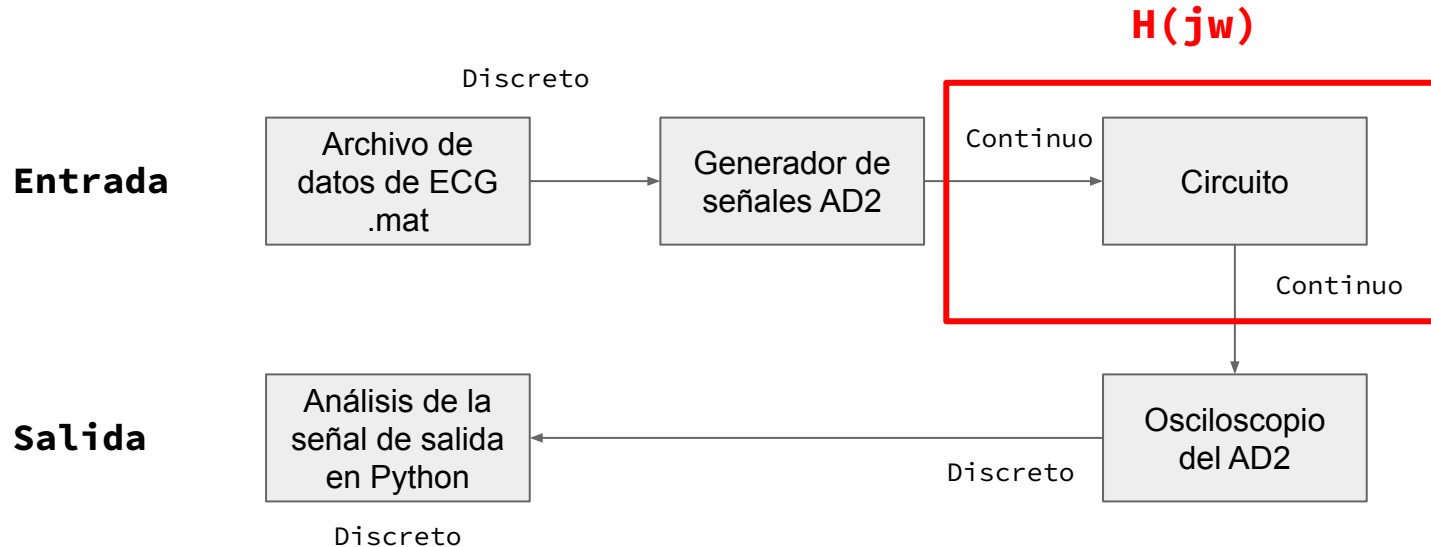 H(jw)
Discreto
Entrada
Archivo de
datos de ECG
.mat
Generador de
señales AD2
Continuo
Circuito
Continuo
Salida
Análisis de la
señal de salida
en Python
Discreto
Osciloscopio
del AD2
Discreto